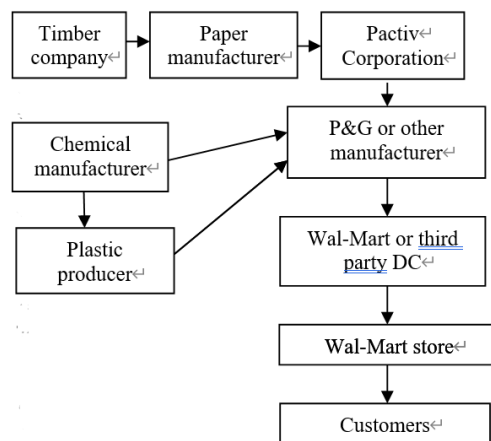 Timber
company
Paper
manufacturer
Pactiv
Corporation
Chemical
manufacturer
P&G or other
manufacturer
Plastic
producer
Wal-Mart or third
party DC
Wal-Mart store
Customers